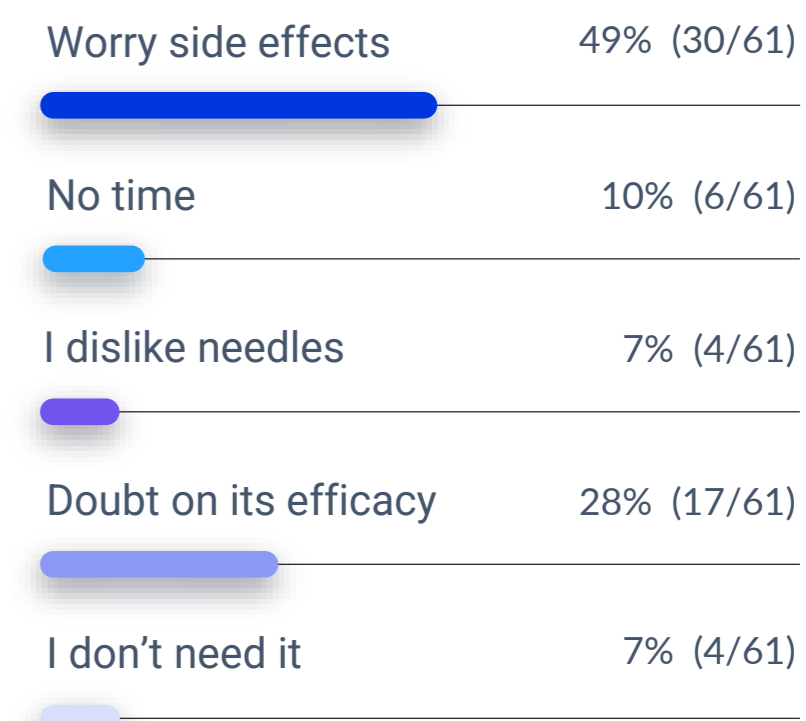 Worry side effects 49% (30/61)
No time 10% (6/61)
I dislike needles 7% (4/61)
Doubt on its efficacy 28% (17/61)
I don’t need it 7% (4/61)